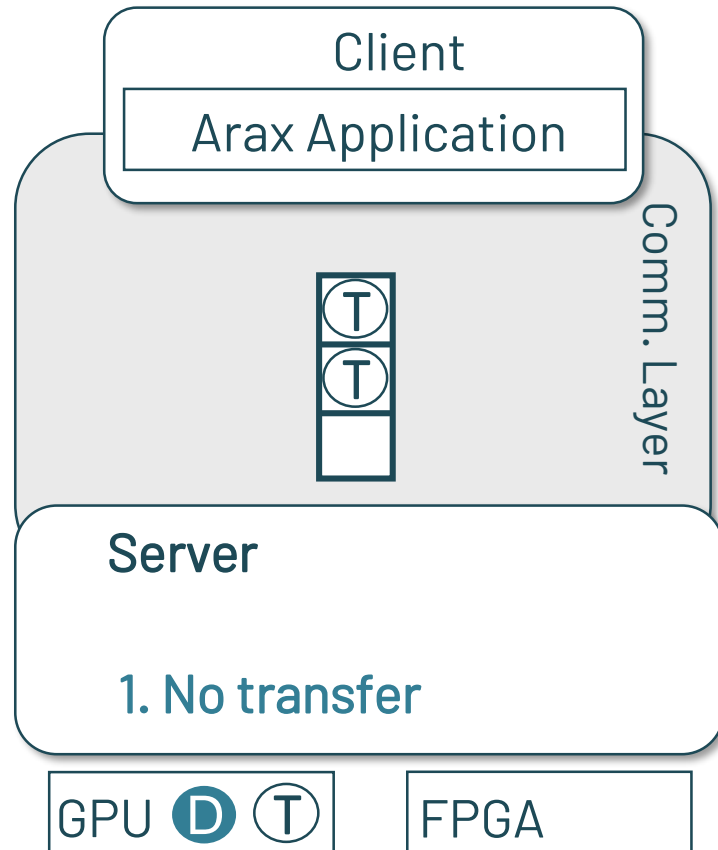 Client
Arax Application
Comm. Layer
T
T
Server
1. No transfer
GPU D T
FPGA